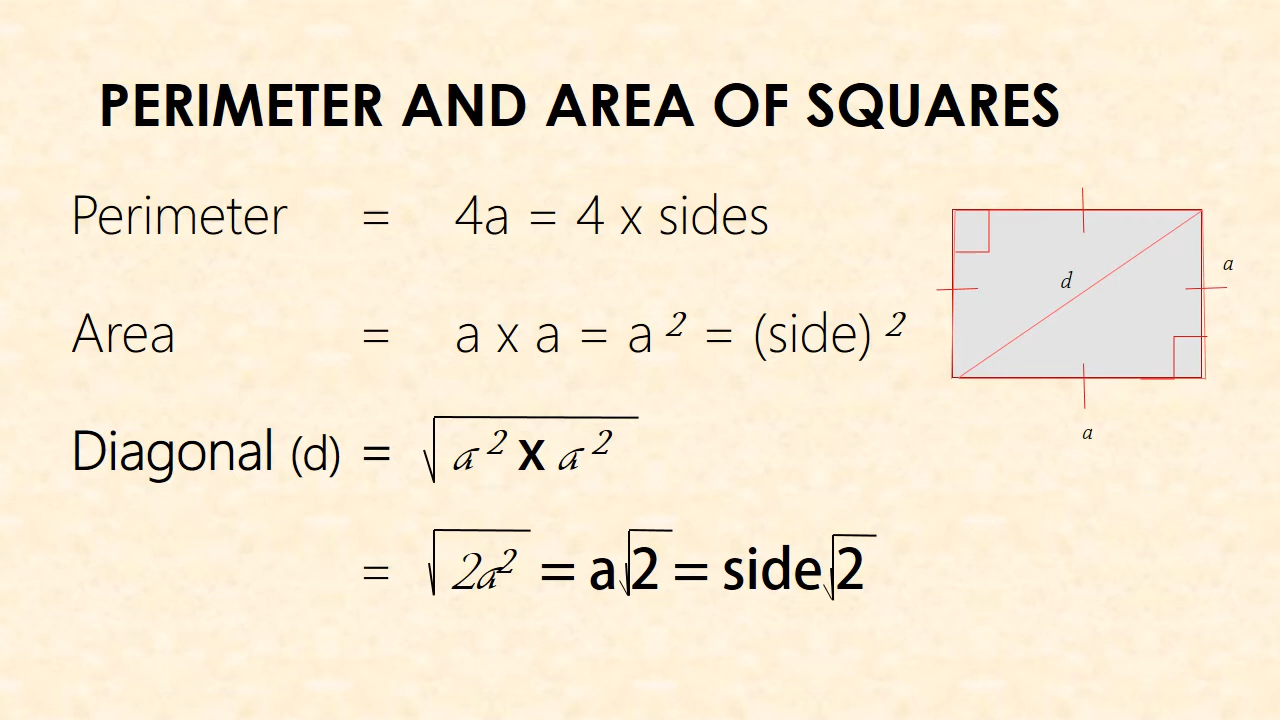 PERIMETER AND AREA OF SQUARES
Perimeter = 4a = 4 x sides
Area = a x a = a² = (side)²
Diagonal (d) = √a² x a²
= √2a² = a√2 = side√2
d
a
a